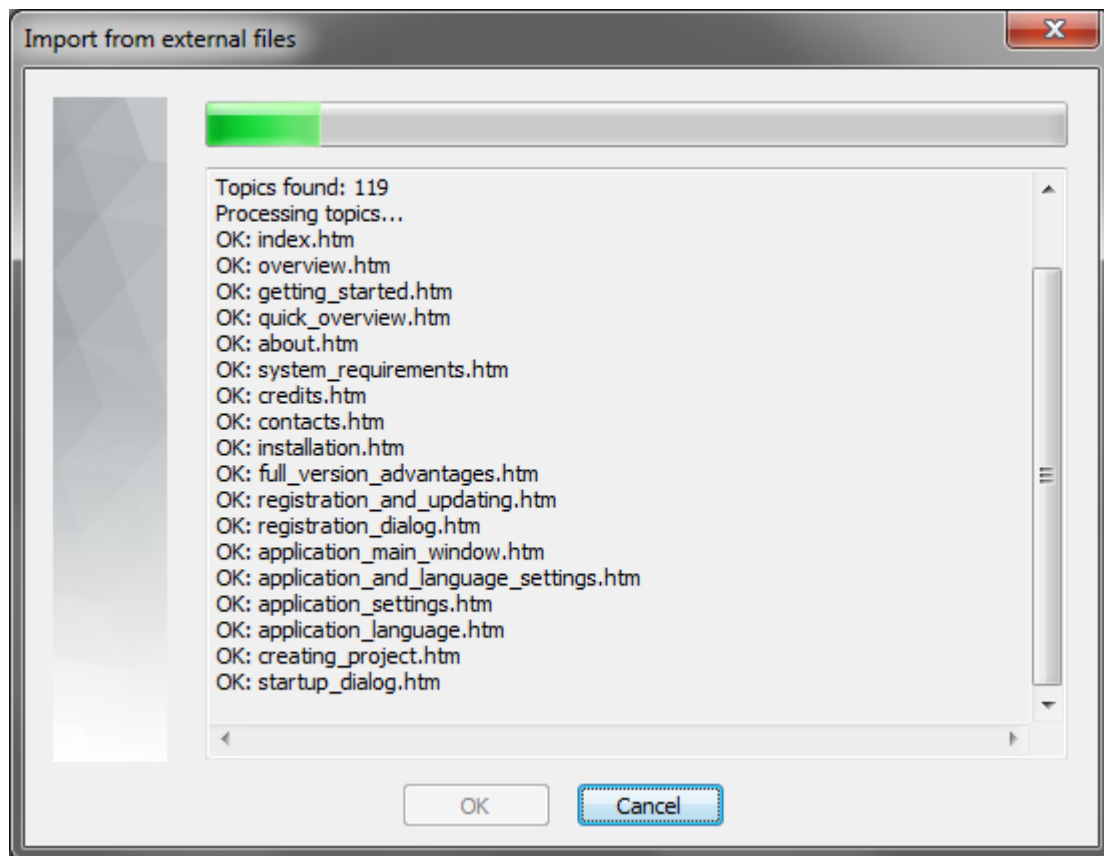 Import from external files
Topics found: 119
Processing topics...
OK: index.htm
OK: overview.htm
OK: getting_started.htm
OK: quick_overview.htm
OK: about.htm
OK: system_requirements.htm
OK: credits.htm
OK: contacts.htm
OK: installation.htm
OK: full_version_advantages.htm
OK: registration_and_updating.htm
OK: registration_dialog.htm
OK: application_main_window.htm
OK: application_and_language_settings.htm
OK: application_settings.htm
OK: application_language.htm
OK: creating_project.htm
OK: startup_dialog.htm
OK
Cancel